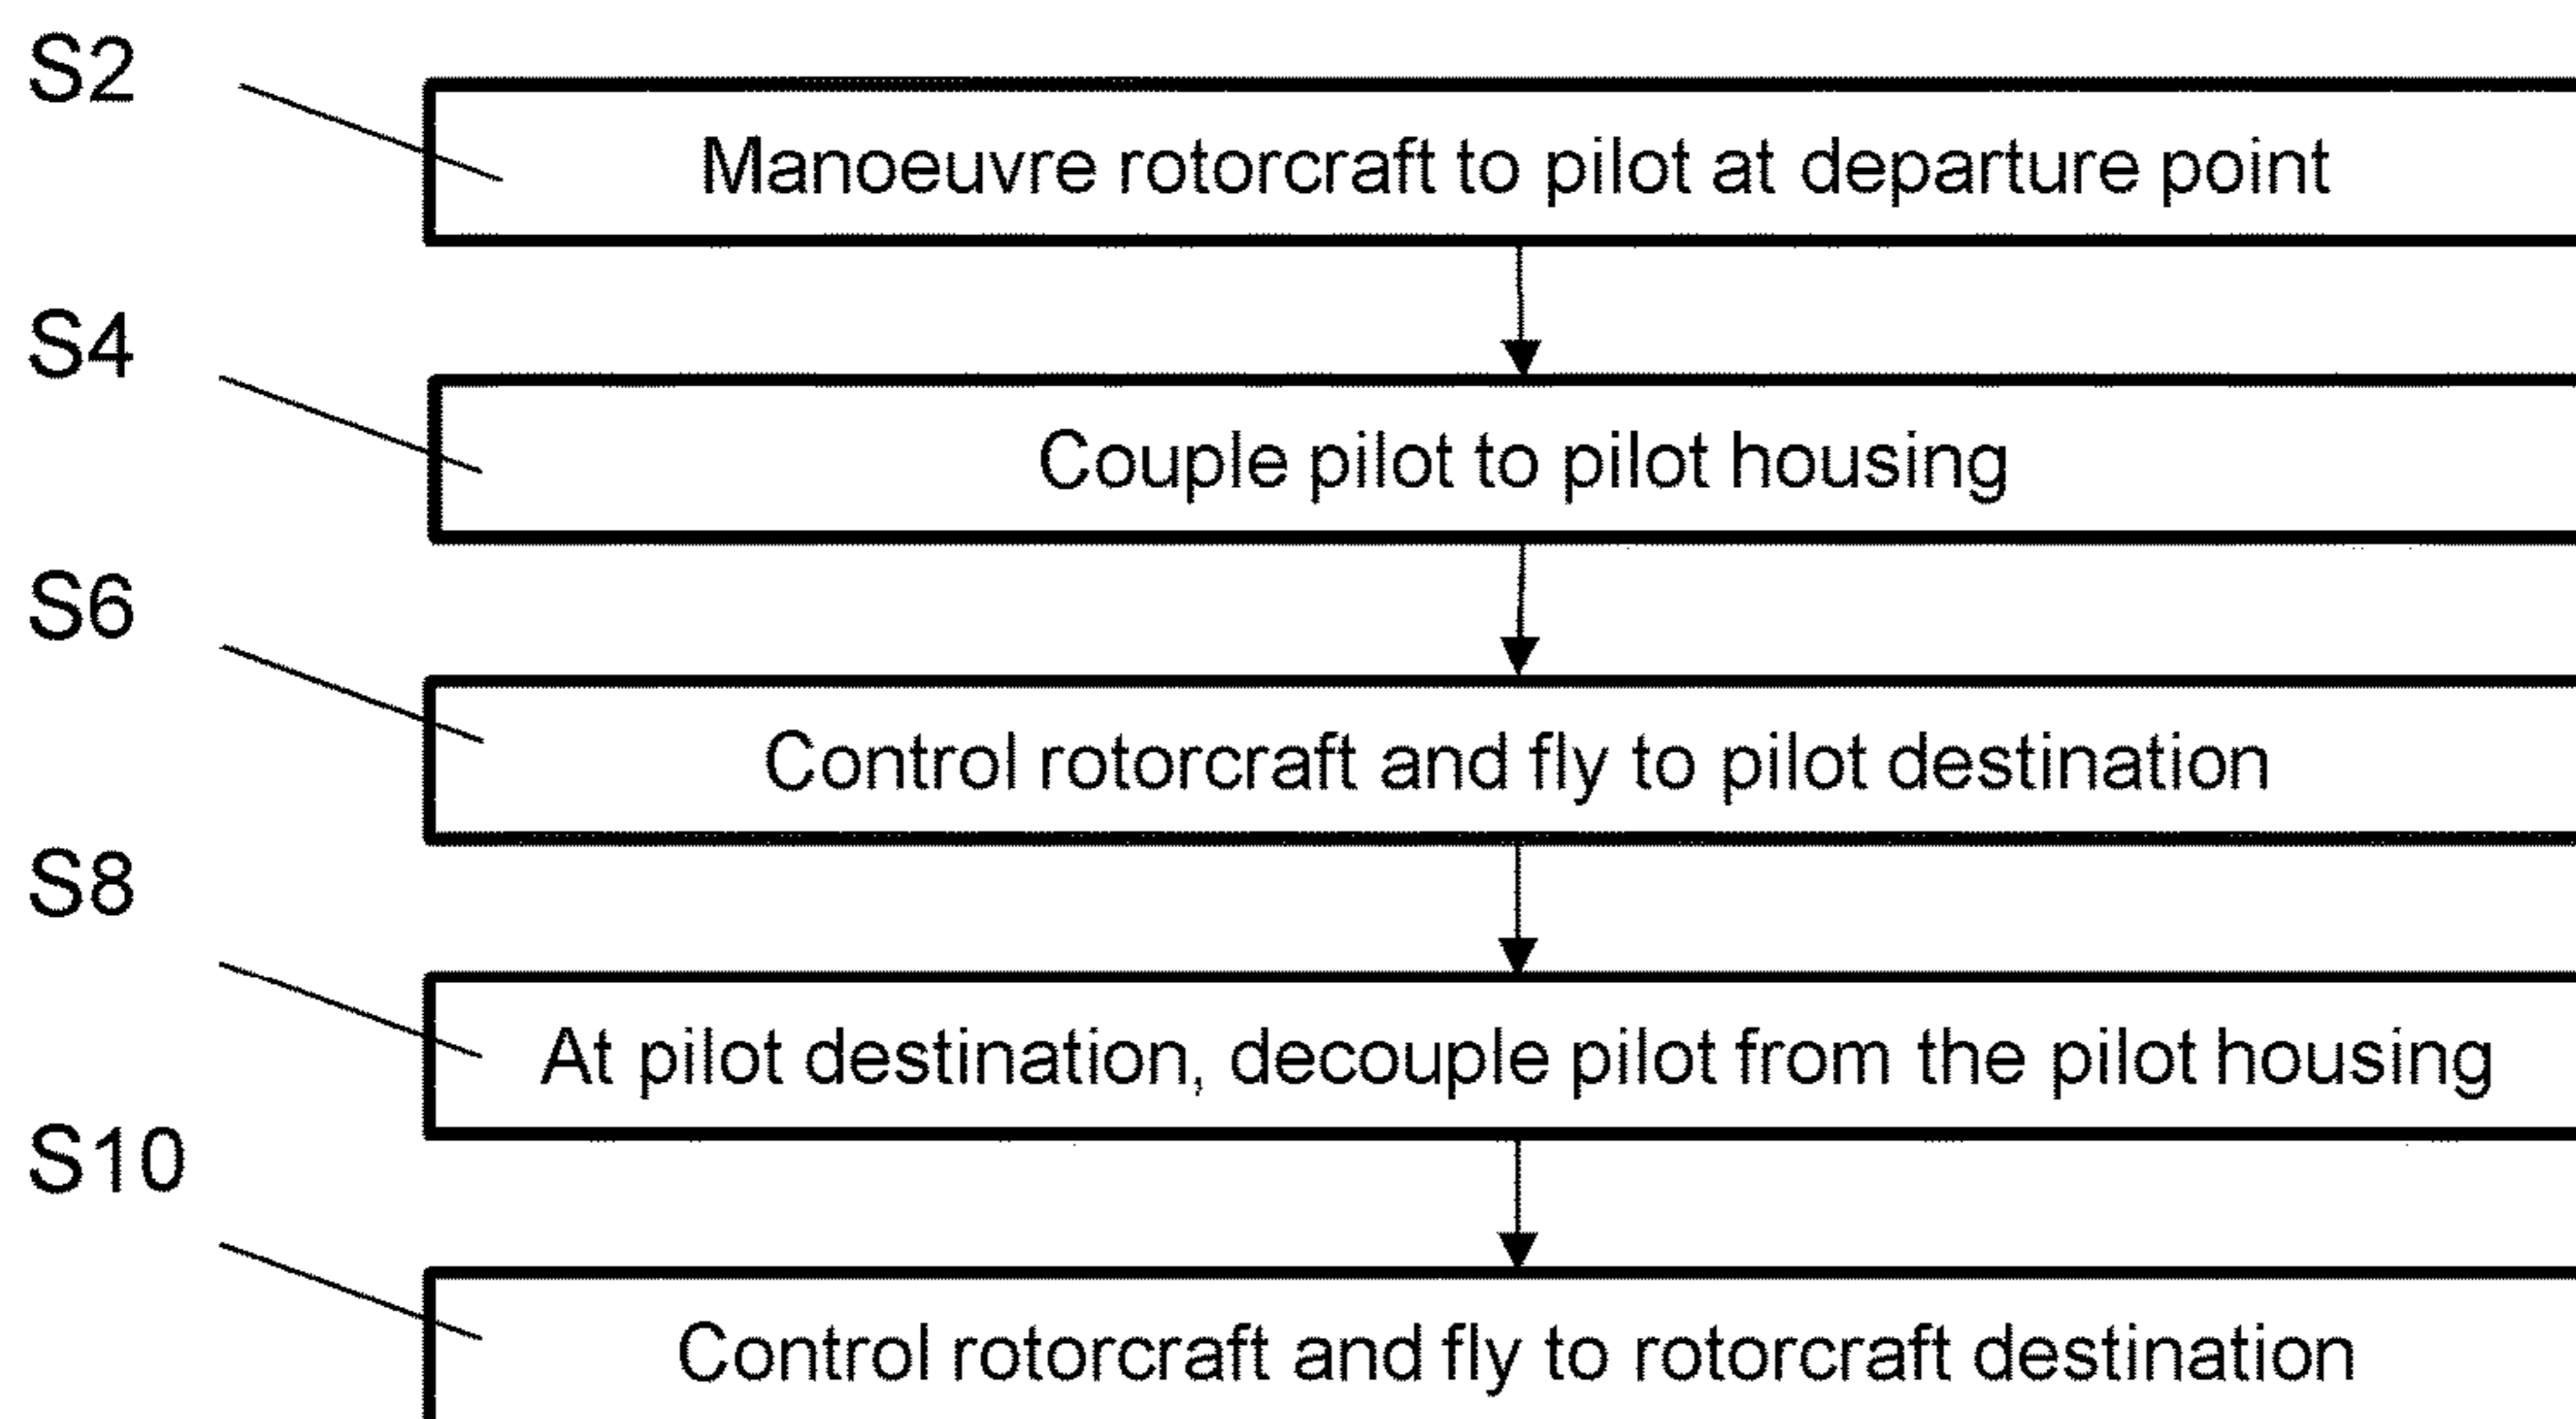 S2
Manoeuvre rotorcraft to pilot at departure point
S4
Couple pilot to pilot housing
S6
Control rotorcraft and fly to pilot destination
S8
At pilot destination, decouple pilot from the pilot housing
S10
Control rotorcraft and fly to rotorcraft destination